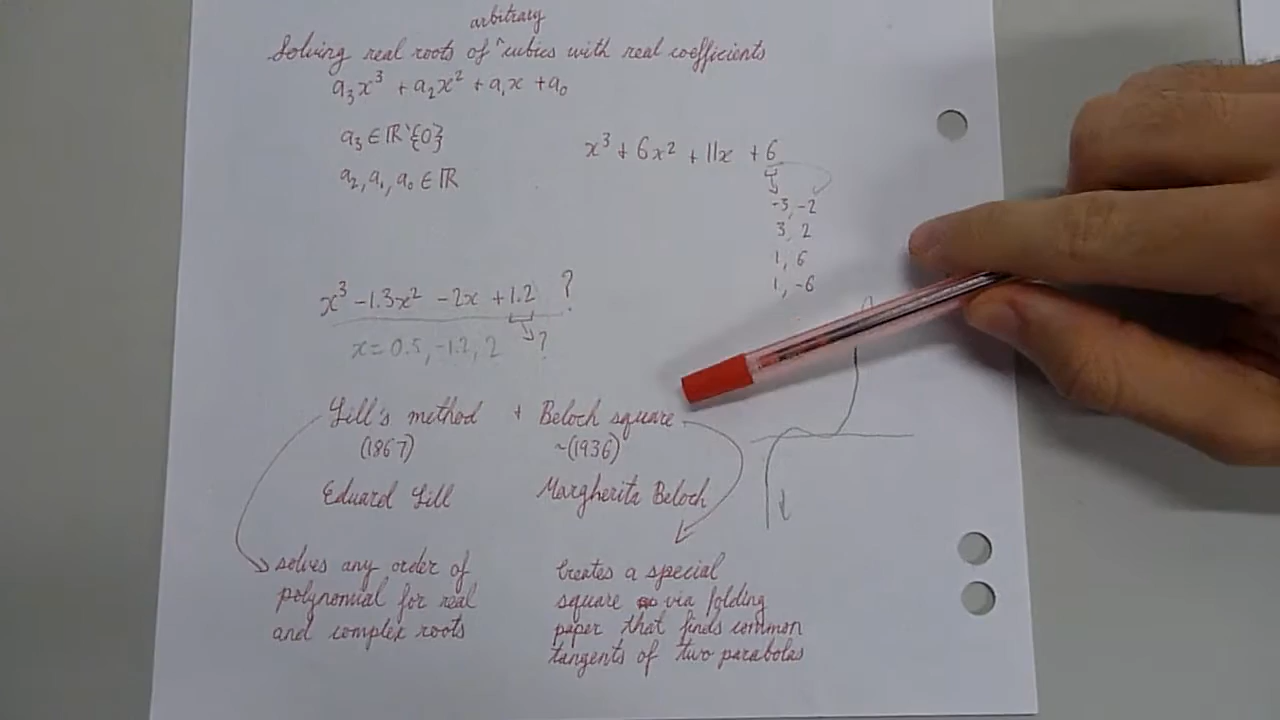 arbitrary
Solving real roots of ^cubics with real coefficients
a₃x³ + a₂x² + a₁x + a₀
a₃ ∈ ℝ\{0}
a₂, a₁, a₀ ∈ ℝ
x³ + 6x² + 11x + 6
-3, -2
3, 2
1, 6
1, -6
x³ - 1.3x² - 2x + 1.2 ?
x = 0.5, -1.2, 2 ?
Lill's method + Beloch square
(1867) ~(1936)
Eduard Lill Margherita Beloch
solves any order of
polynomial for real
and complex roots
Creates a special
square via folding
paper that finds common
tangents of two parabolas